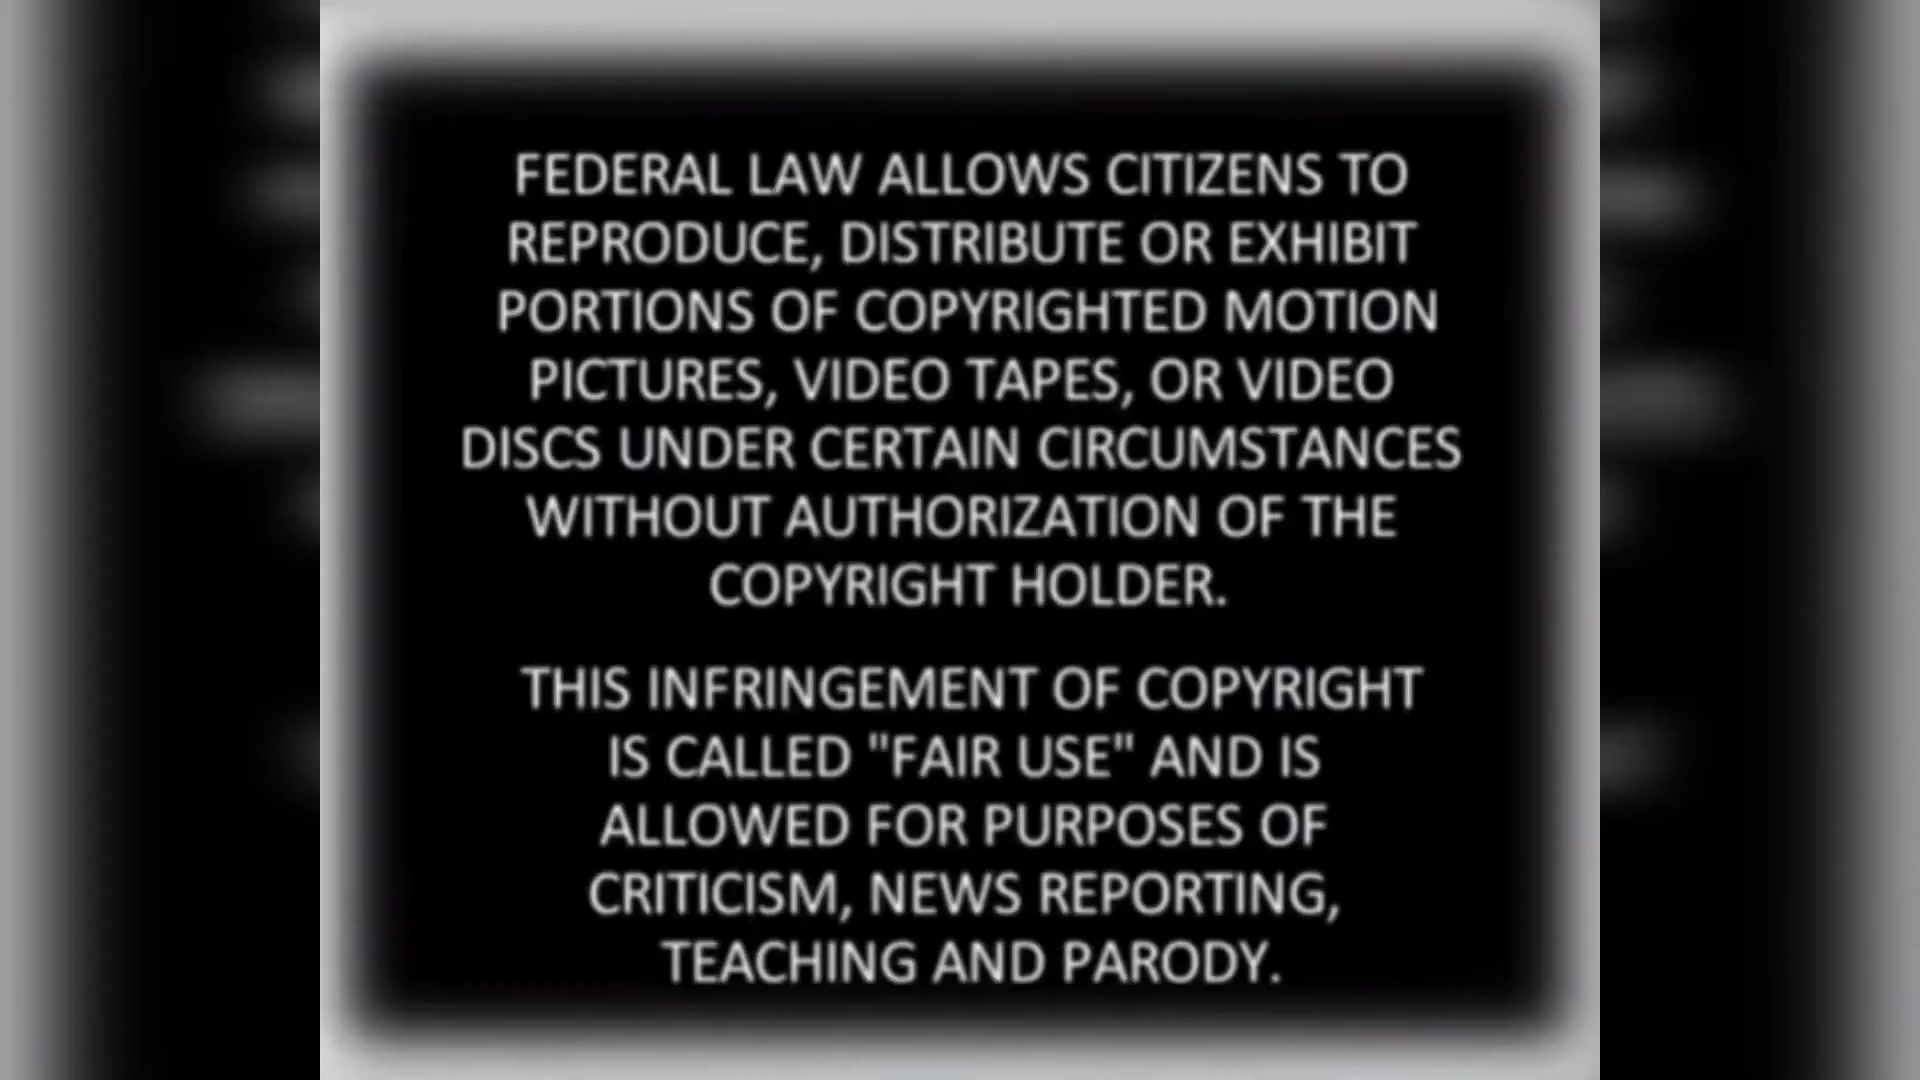 FEDERAL LAW ALLOWS CITIZENS TO
REPRODUCE, DISTRIBUTE OR EXHIBIT
PORTIONS OF COPYRIGHTED MOTION
PICTURES, VIDEO TAPES, OR VIDEO
DISCS UNDER CERTAIN CIRCUMSTANCES
WITHOUT AUTHORIZATION OF THE
COPYRIGHT HOLDER.
THIS INFRINGEMENT OF COPYRIGHT
IS CALLED "FAIR USE" AND IS
ALLOWED FOR PURPOSES OF
CRITICISM, NEWS REPORTING,
TEACHING AND PARODY.